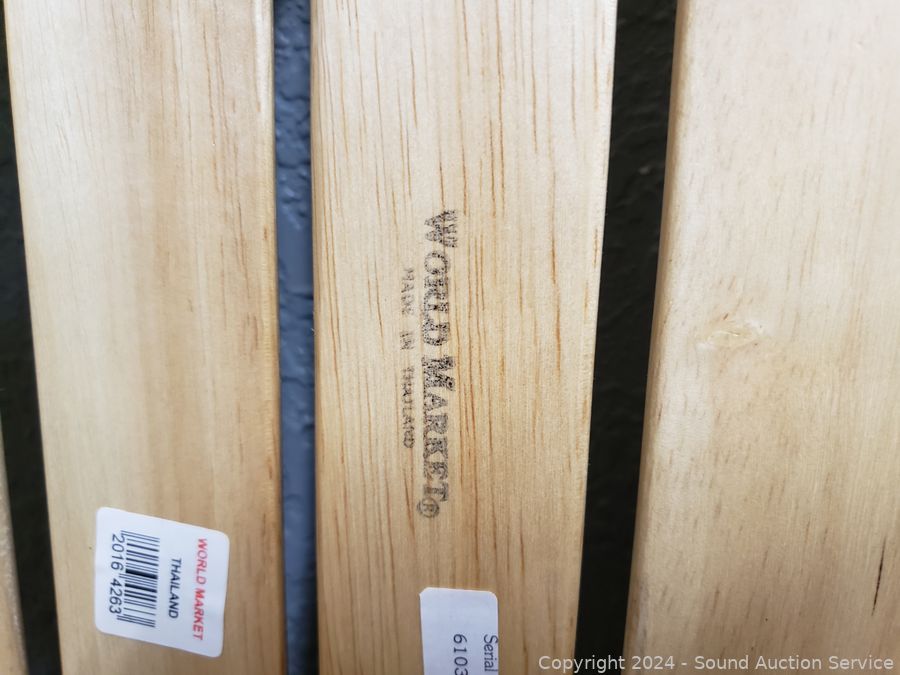 WORLD MARKET®
MADE IN THAILAND
WORLD MARKET
THAILAND
2016 4263
Serial
6103
Copyright 2024 - Sound Auction Service